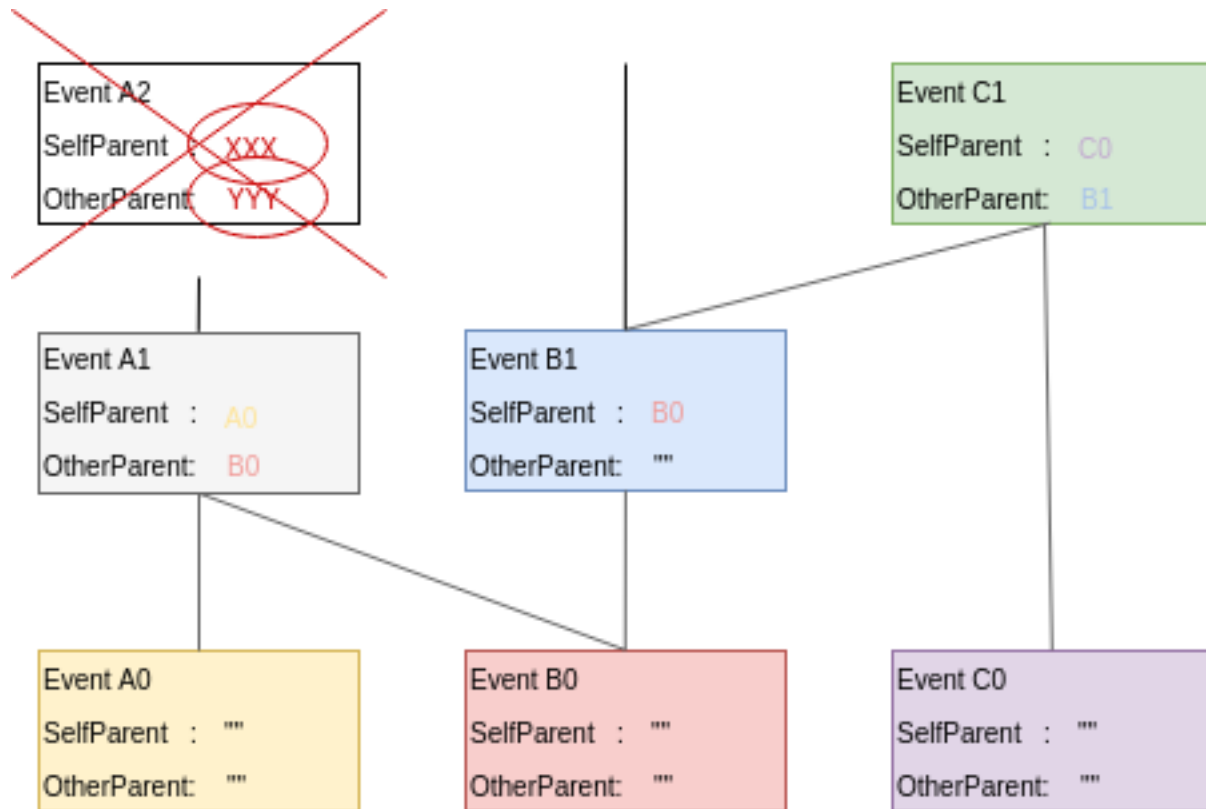 Event A2
SelfParent : XXX
OtherParent: YYY
Event C1
SelfParent : C0
OtherParent: B1
Event A1
SelfParent : A0
OtherParent: B0
Event B1
SelfParent : B0
OtherParent: ""
Event A0
SelfParent : ""
OtherParent: ""
Event B0
SelfParent : ""
OtherParent: ""
Event C0
SelfParent : ""
OtherParent: ""